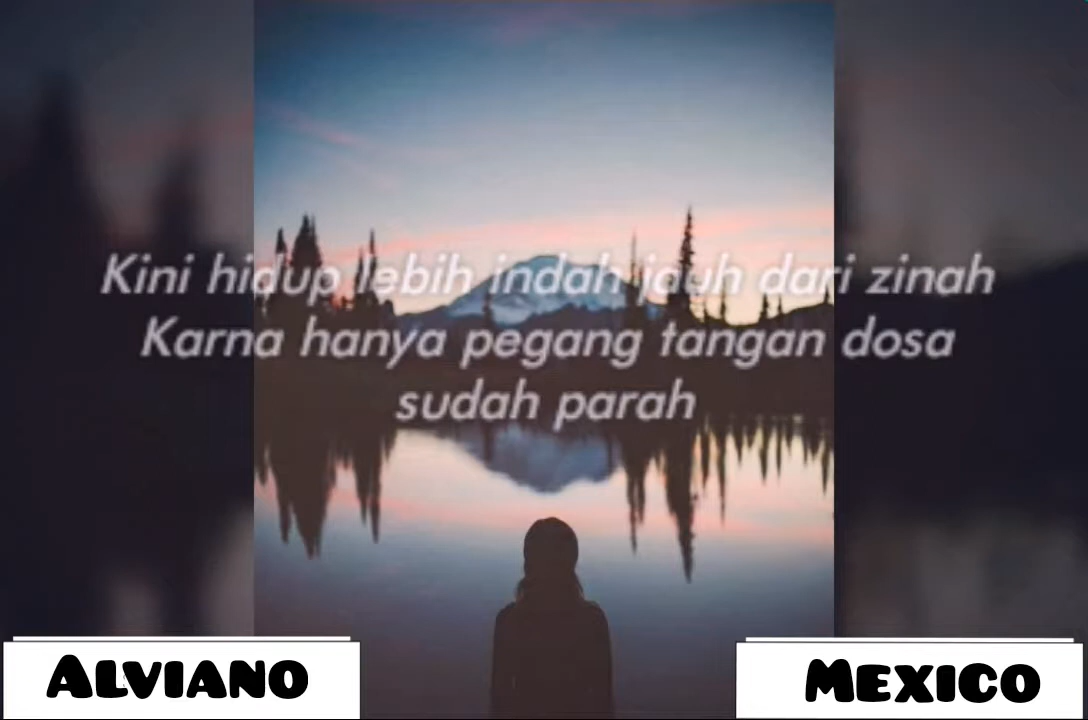 Kini hidup lebih indah jauh dari zinah
Karna hanya pegang tangan dosa
sudah parah
ALVIANO
MEXICO